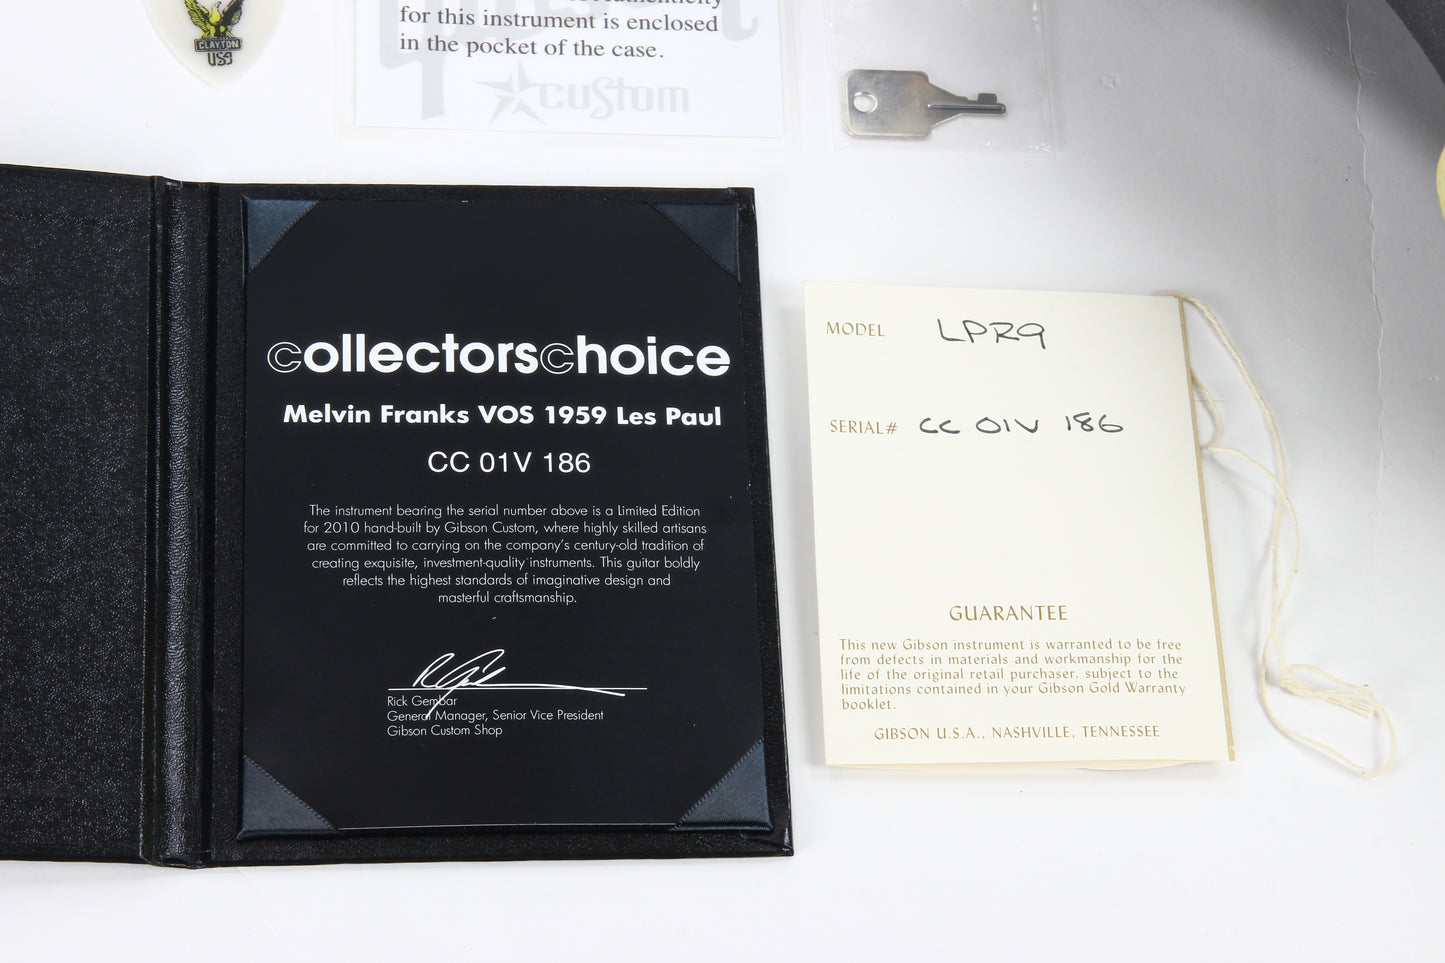 CLAYTON
USA
for this instrument is enclosed
in the pocket of the case.
custom
collectorschoice
Melvin Franks VOS 1959 Les Paul
CC 01V 186
The instrument bearing the serial number above is a Limited Edition
for 2010 hand-built by Gibson Custom, where highly skilled artisans
are committed to carrying on the company's century-old tradition of
creating exquisite, investment-quality instruments. This guitar boldly
reflects the highest standards of imaginative design and
masterful craftsmanship.
Rick Gembar
General Manager, Senior Vice President
Gibson Custom Shop
MODEL LPR9
SERIAL# CC 01V 186
GUARANTEE
This new Gibson instrument is warranted to be free
from defects in materials and workmanship for the
life of the original retail purchaser. subject to the
limitations contained in your Gibson Gold Warranty
booklet.
GIBSON U.S.A., NASHVILLE, TENNESSEE